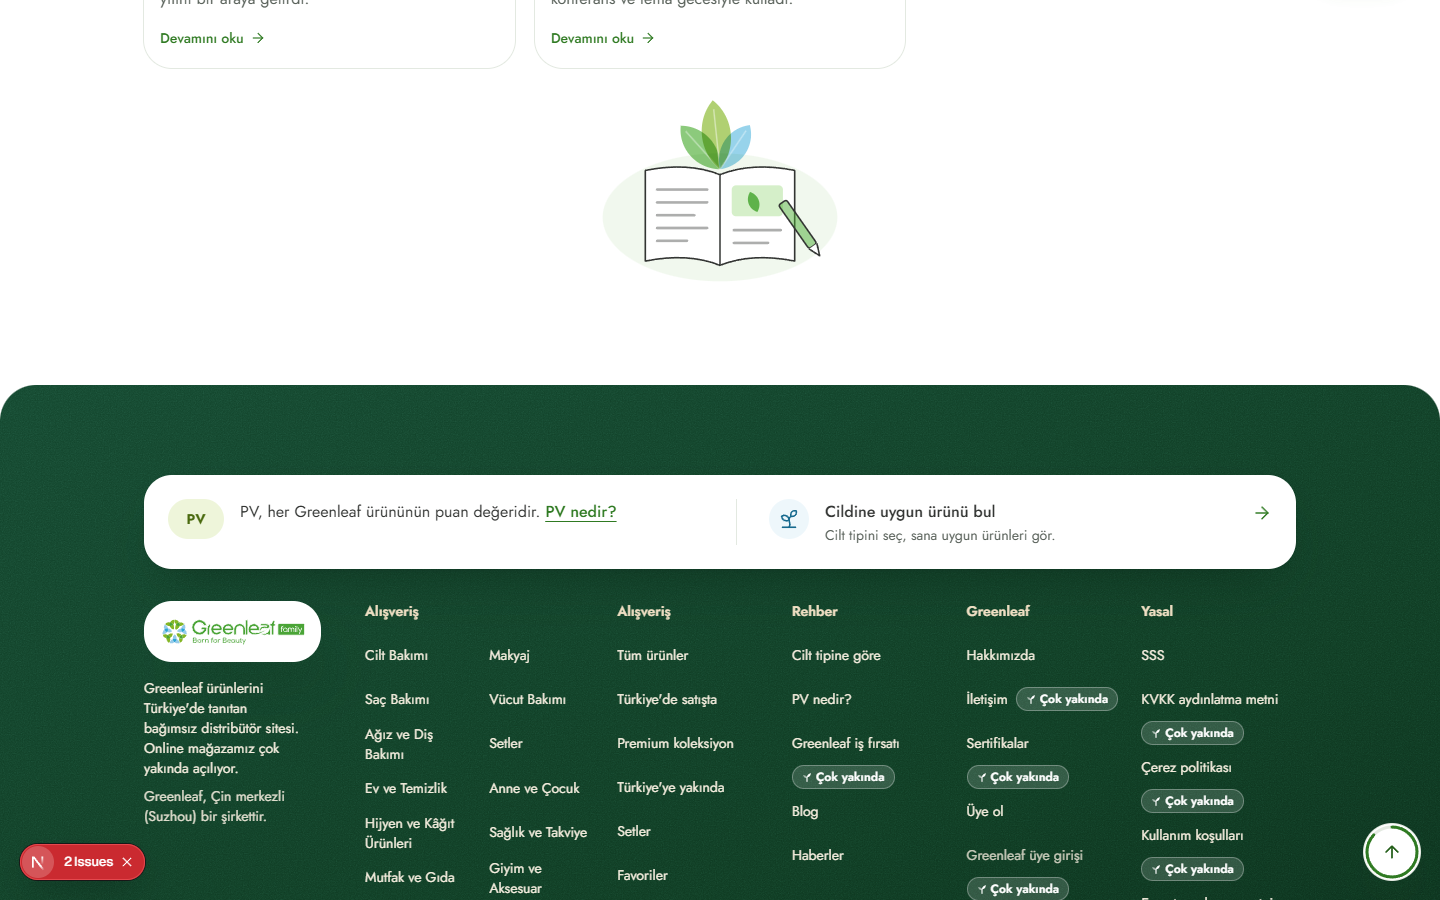 Devamını oku
Devamını oku
PV
PV, her Greenleaf ürününün puan değeridir. PV nedir?
Cildine uygun ürünü bul
Cilt tipini seç, sana uygun ürünleri gör.
Greenleaf family
Born for Beauty
Greenleaf ürünlerini
Türkiye'de tanıtan
bağımsız distribütör sitesi.
Online mağazamız çok
yakında açılıyor.
Greenleaf, Çin merkezli
(Suzhou) bir şirkettir.
Alışveriş
Cilt Bakımı
Saç Bakımı
Ağız ve Diş
Bakımı
Ev ve Temizlik
Hijyen ve Kâğıt
Ürünleri
Mutfak ve Gıda
Makyaj
Vücut Bakımı
Setler
Anne ve Çocuk
Sağlık ve Takviye
Giyim ve
Aksesuar
Alışveriş
Tüm ürünler
Türkiye'de satışta
Premium koleksiyon
Türkiye'ye yakında
Setler
Favoriler
Rehber
Cilt tipine göre
PV nedir?
Greenleaf iş fırsatı
Çok yakında
Blog
Haberler
Greenleaf
Hakkımızda
İletişim Çok yakında
Sertifikalar
Çok yakında
Üye ol
Greenleaf üye girişi
Çok yakında
Yasal
SSS
KVKK aydınlatma metni
Çok yakında
Çerez politikası
Çok yakında
Kullanım koşulları
Çok yakında
N 2 Issues